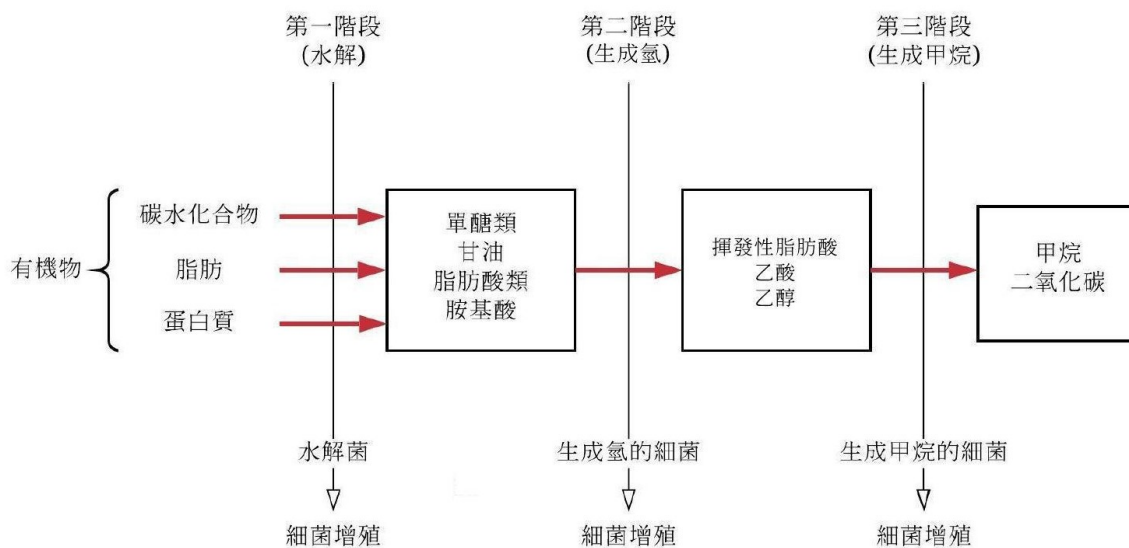 第一階段
(水解)
第二階段
(生成氫)
第三階段
(生成甲烷)
有機物
碳水化合物
脂肪
蛋白質
單醣類
甘油
脂肪酸類
胺基酸
揮發性脂肪酸
乙酸
乙醇
甲烷
二氧化碳
水解菌
生成氫的細菌
生成甲烷的細菌
細菌增殖
細菌增殖
細菌增殖